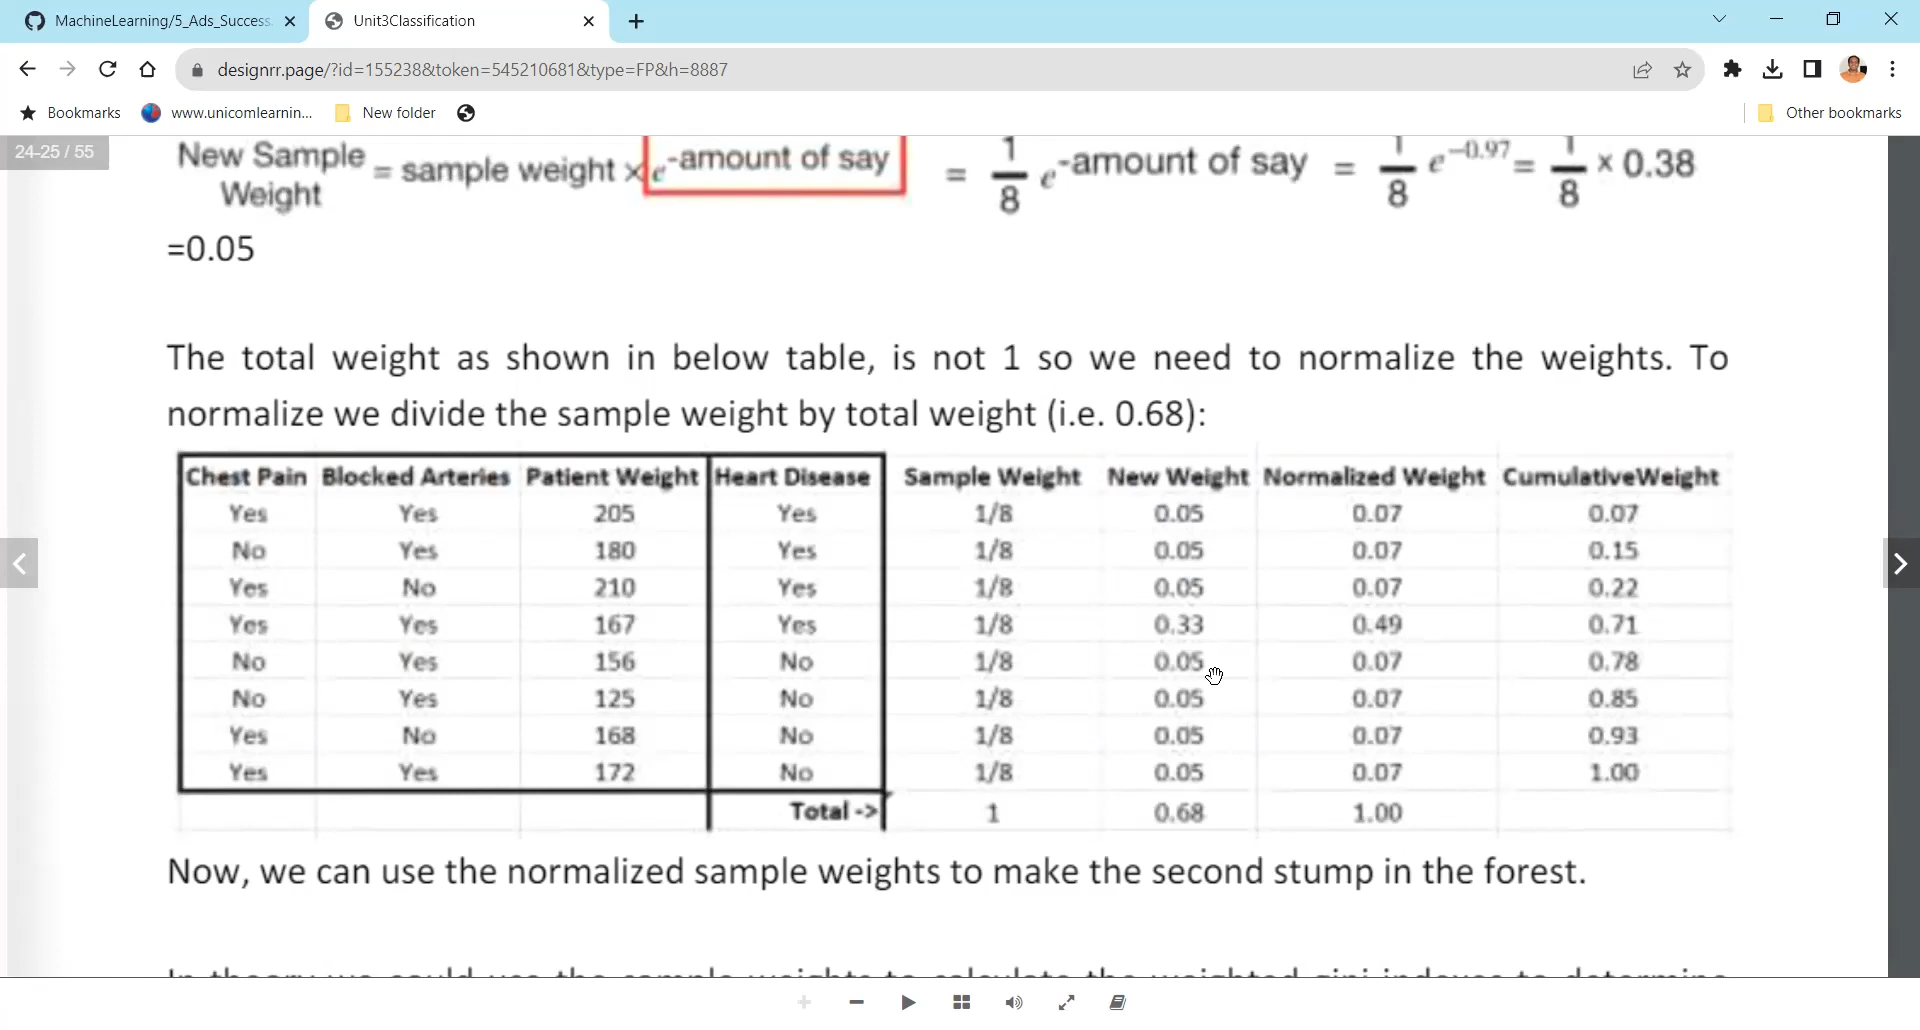 MachineLearning/5_Ads_Success
Unit3Classification
designrr.page/?id=155238&token=545210681&type=FP&h=8887
Bookmarks www.unicomlearnin... New folder Other bookmarks
24-25 / 55
New Sample Weight = sample weight × e^-amount of say = 1/8 e^-amount of say = 1/8 e^−0.97 = 1/8 × 0.38
=0.05
The total weight as shown in below table, is not 1 so we need to normalize the weights. To
normalize we divide the sample weight by total weight (i.e. 0.68):
Chest Pain Blocked Arteries Patient Weight Heart Disease Sample Weight New Weight Normalized Weight CumulativeWeight
Yes Yes 205 Yes 1/8 0.05 0.07 0.07
No Yes 180 Yes 1/8 0.05 0.07 0.15
Yes No 210 Yes 1/8 0.05 0.07 0.22
Yes Yes 167 Yes 1/8 0.33 0.49 0.71
No Yes 156 No 1/8 0.05 0.07 0.78
No Yes 125 No 1/8 0.05 0.07 0.85
Yes No 168 No 1/8 0.05 0.07 0.93
Yes Yes 172 No 1/8 0.05 0.07 1.00
Total -> 1 0.68 1.00
Now, we can use the normalized sample weights to make the second stump in the forest.